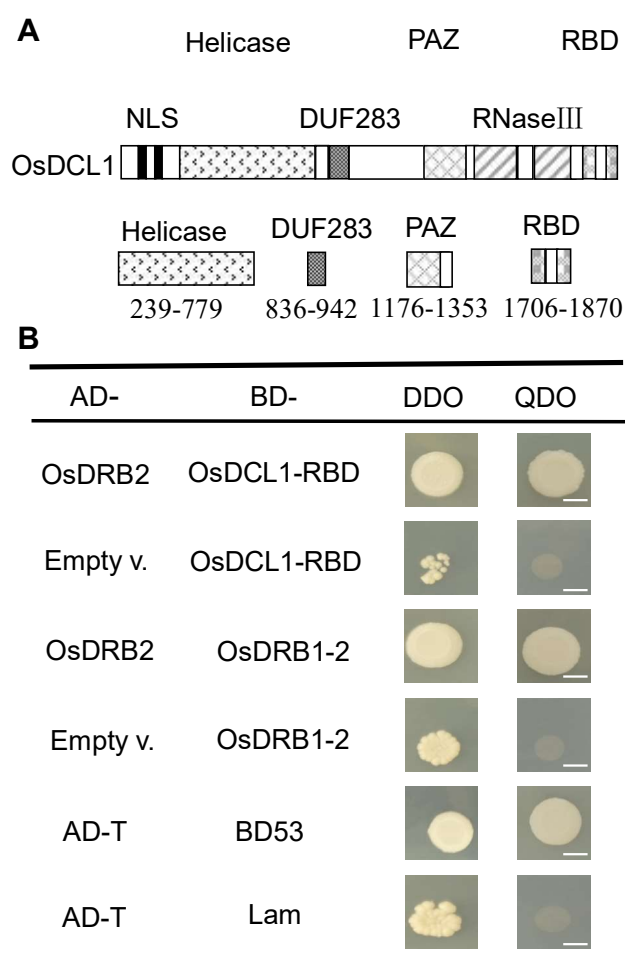 A
Helicase PAZ RBD
NLS DUF283 RNaseIII
OsDCL1
Helicase DUF283 PAZ RBD
239-779 836-942 1176-1353 1706-1870
B
AD- BD- DDO QDO
OsDRB2 OsDCL1-RBD
Empty v. OsDCL1-RBD
OsDRB2 OsDRB1-2
Empty v. OsDRB1-2
AD-T BD53
AD-T Lam